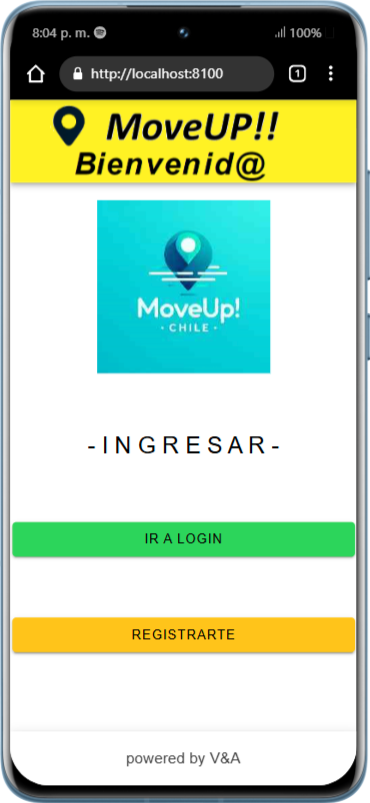 8:04 p. m.
100%
http://localhost:8100
1
MoveUP!!
Bienvenid@
MoveUp!
· CHILE ·
-INGRESAR-
IR A LOGIN
REGISTRARTE
powered by V&A